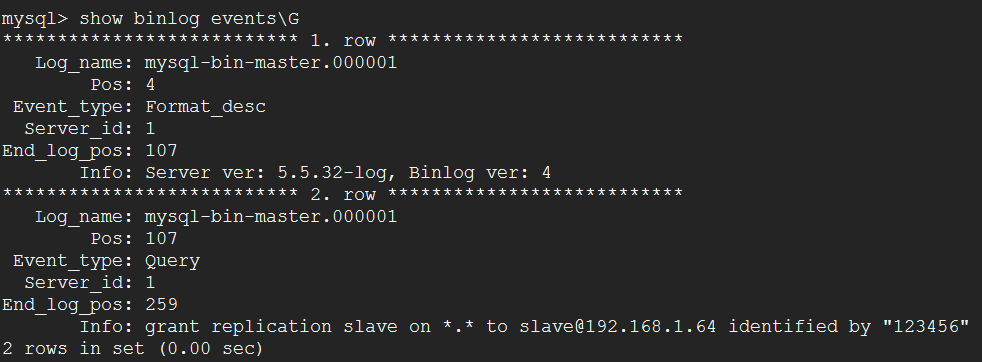 mysql> show binlog events\G
*************************** 1. row ***************************
Log_name: mysql-bin-master.000001
Pos: 4
Event_type: Format_desc
Server_id: 1
End_log_pos: 107
Info: Server ver: 5.5.32-log, Binlog ver: 4
*************************** 2. row ***************************
Log_name: mysql-bin-master.000001
Pos: 107
Event_type: Query
Server_id: 1
End_log_pos: 259
Info: grant replication slave on *.* to slave@192.168.1.64 identified by "123456"
2 rows in set (0.00 sec)